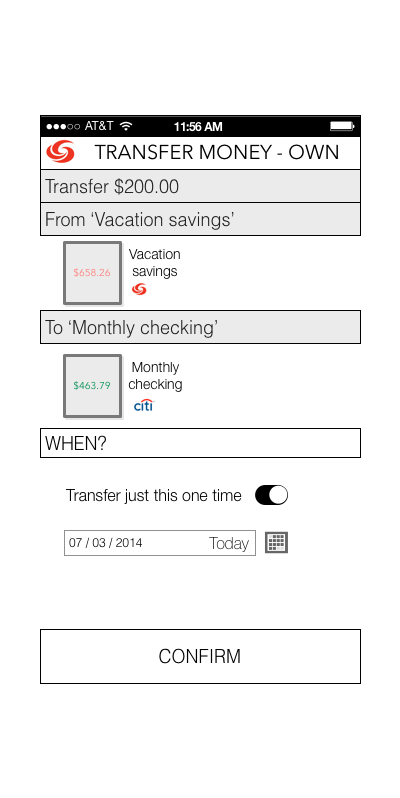 AT&T 11:56 AM
TRANSFER MONEY - OWN
Transfer $200.00
From ‘Vacation savings’
$658.26
Vacation
savings
To ‘Monthly checking’
$463.79
Monthly
checking
citi
WHEN?
Transfer just this one time
07 / 03 / 2014 Today
CONFIRM